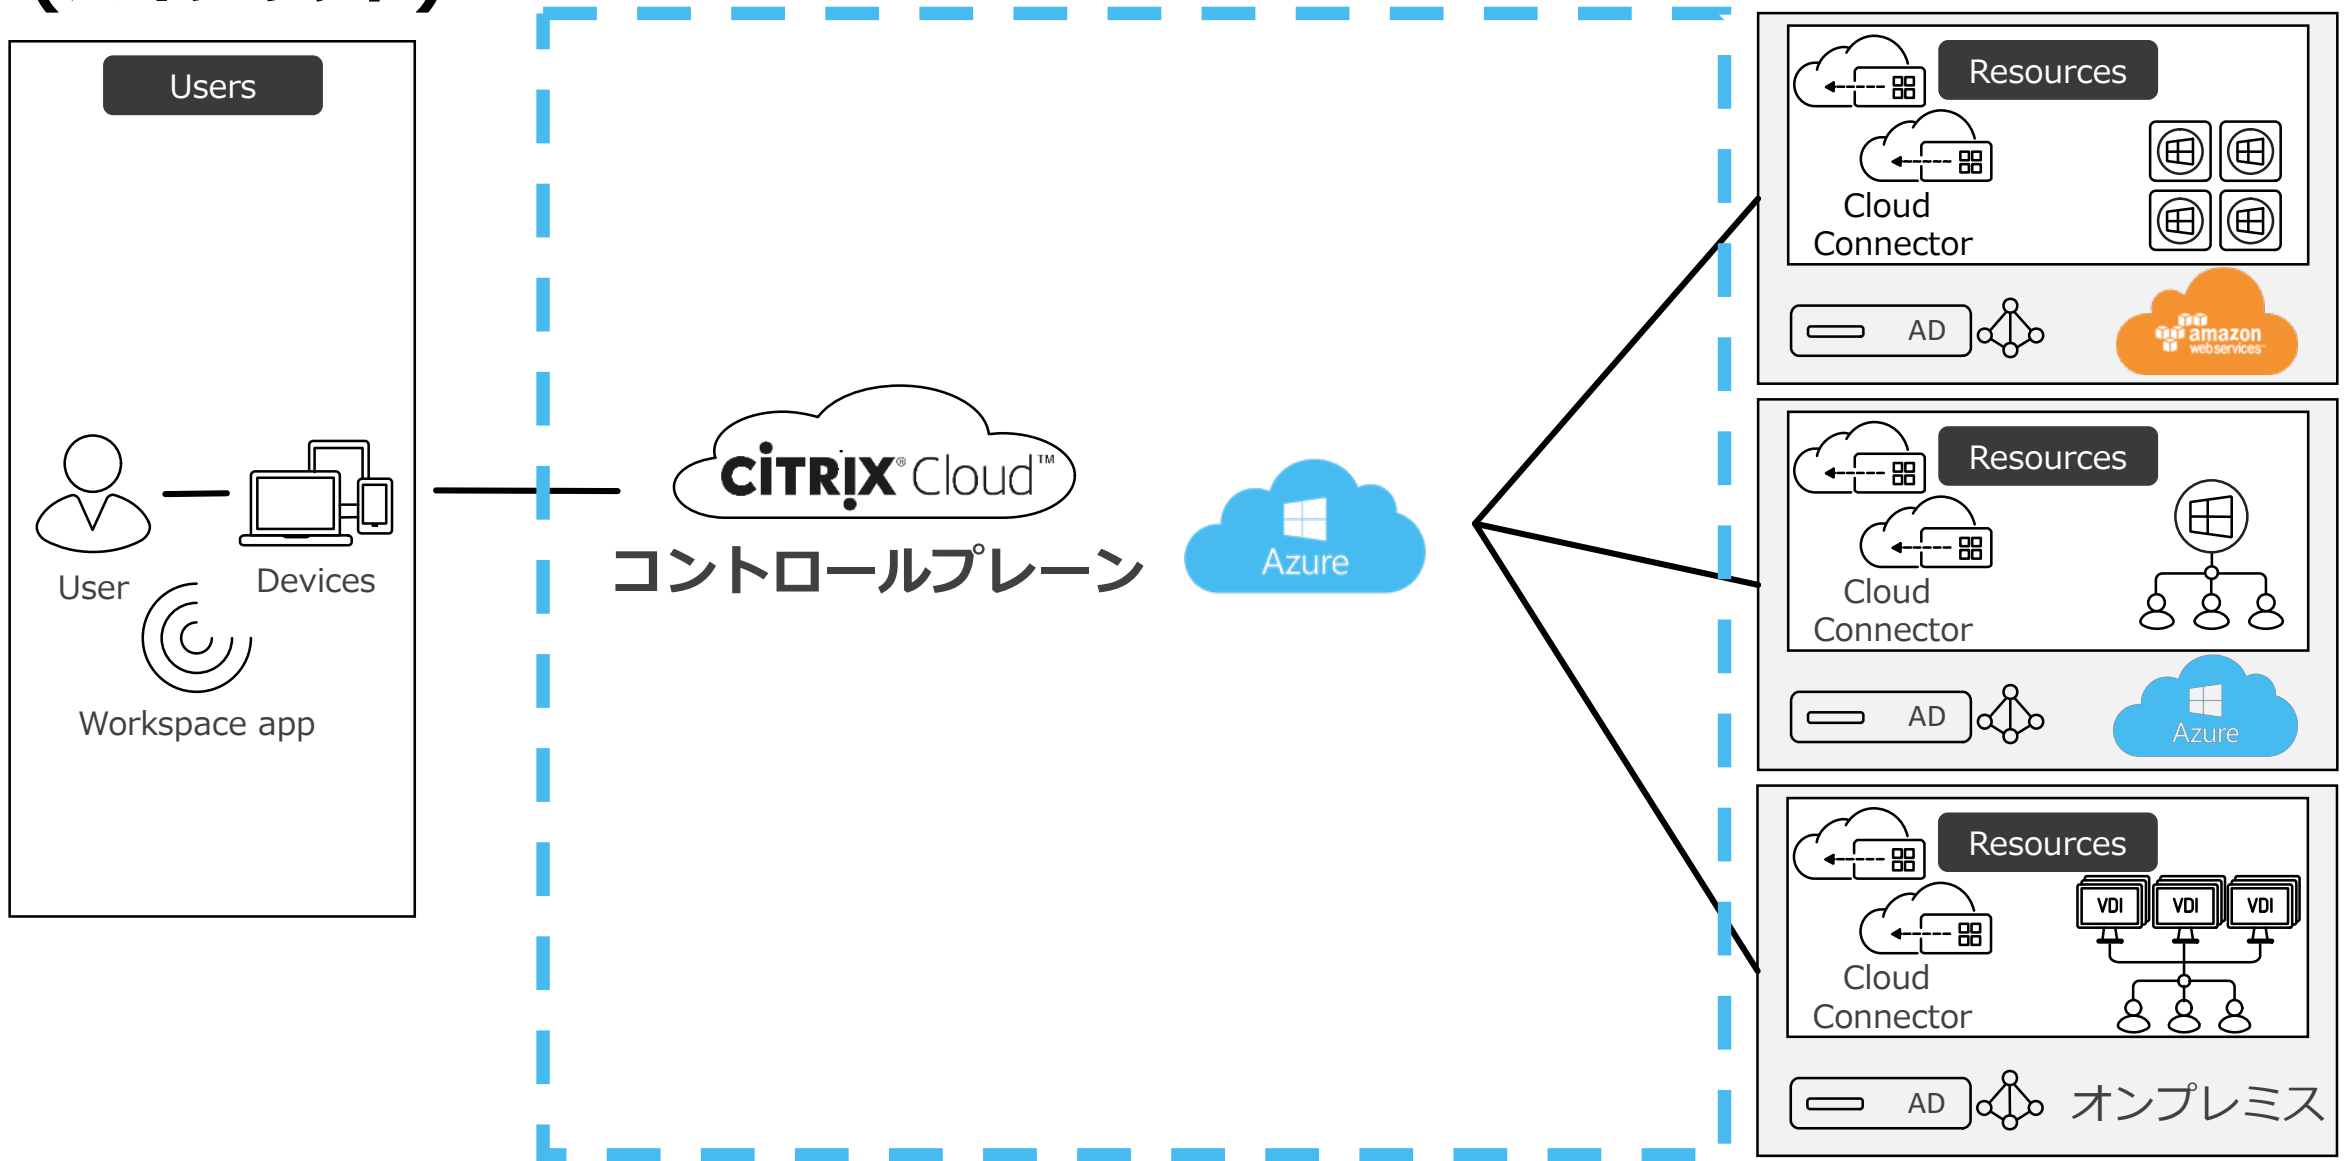 Users
User
Devices
Workspace app
CiTRIX® Cloud™
コントロールプレーン
Azure
Resources
Cloud
Connector
AD
amazon
web services™
Resources
Cloud
Connector
AD
Azure
Resources
VDI
VDI
VDI
Cloud
Connector
AD
オンプレミス